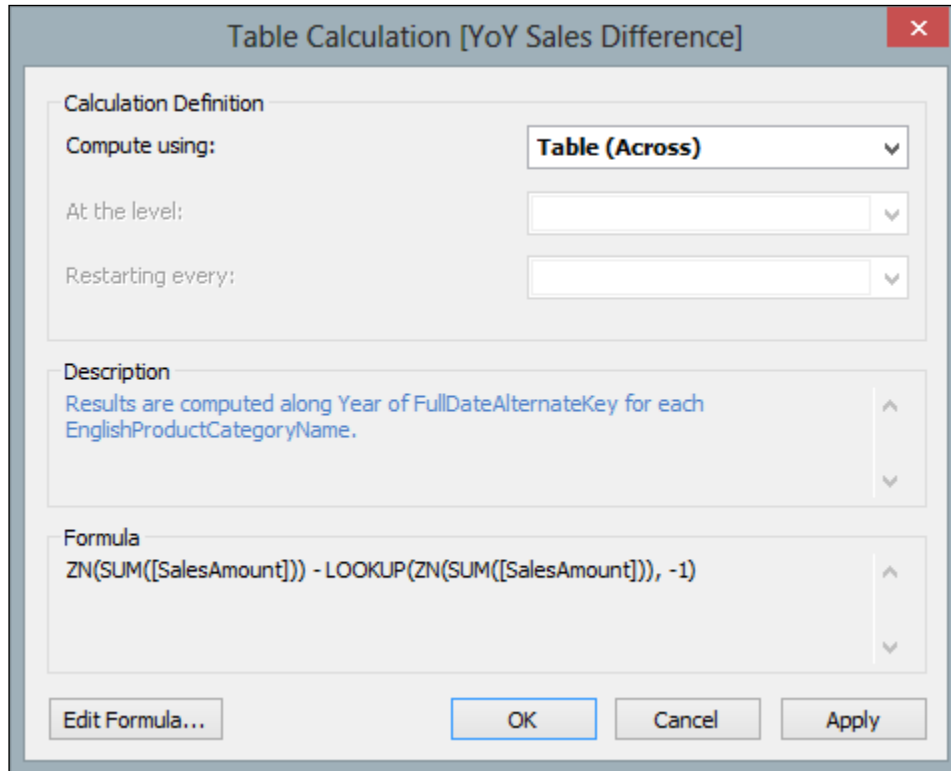 Table Calculation [YoY Sales Difference]
Calculation Definition
Compute using:
Table (Across)
At the level:
Restarting every:
Description
Results are computed along Year of FullDateAlternateKey for each
EnglishProductCategoryName.
Formula
ZN(SUM([SalesAmount])) - LOOKUP(ZN(SUM([SalesAmount])), -1)
Edit Formula...
OK
Cancel
Apply